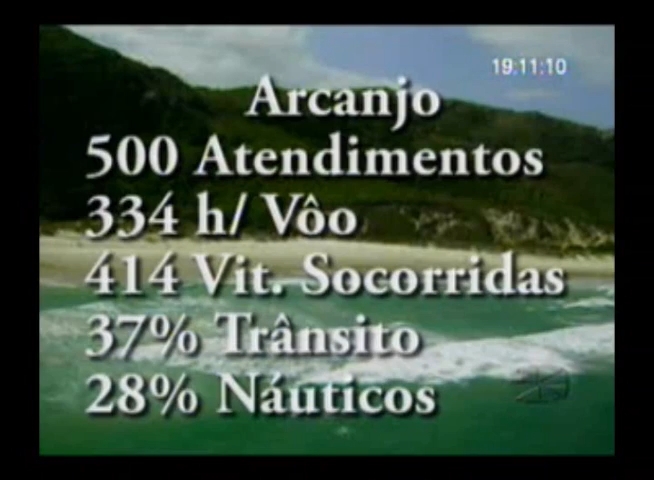 19:11:10
Arcanjo
500 Atendimentos
334 h/ Vôo
414 Vit. Socorridas
37% Trânsito
28% Náuticos